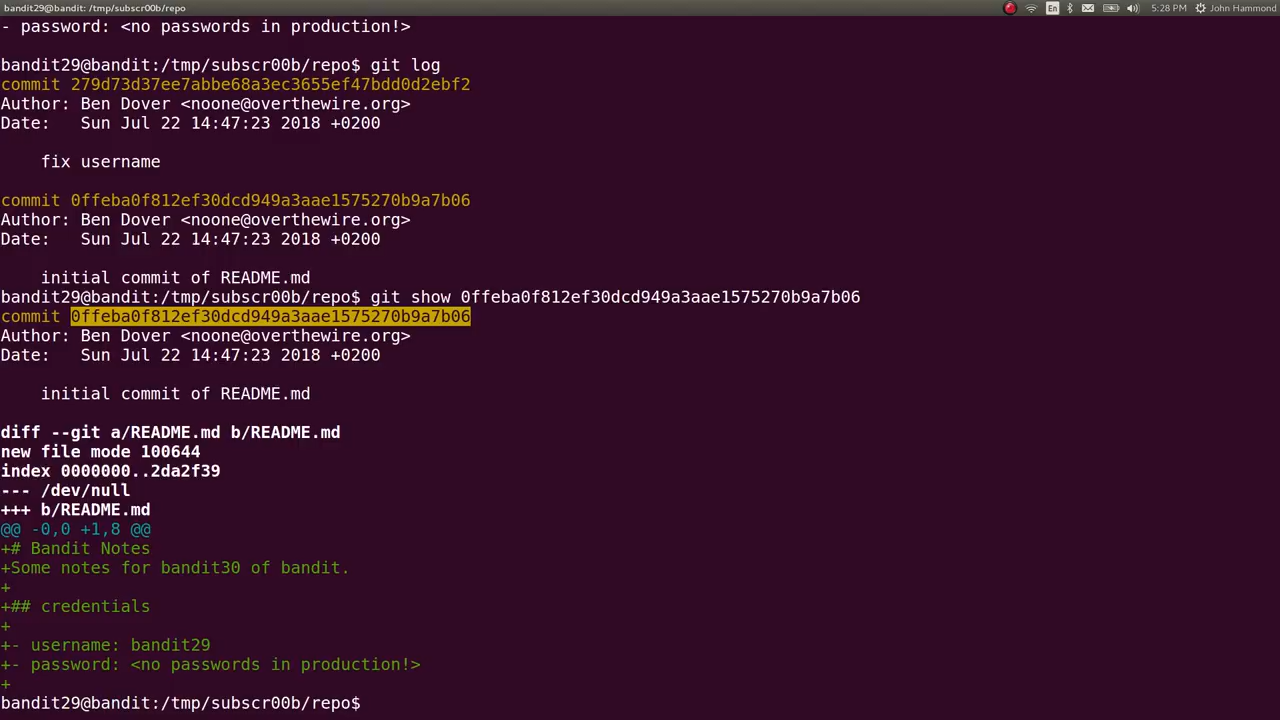 bandit29@bandit: /tmp/subscr00b/repo
En
5:28 PM
John Hammond
- password: <no passwords in production!>
bandit29@bandit:/tmp/subscr00b/repo$ git log
commit 279d73d37ee7abbe68a3ec3655ef47bdd0d2ebf2
Author: Ben Dover <noone@overthewire.org>
Date:   Sun Jul 22 14:47:23 2018 +0200
    fix username
commit 0ffeba0f812ef30dcd949a3aae1575270b9a7b06
Author: Ben Dover <noone@overthewire.org>
Date:   Sun Jul 22 14:47:23 2018 +0200
    initial commit of README.md
bandit29@bandit:/tmp/subscr00b/repo$ git show 0ffeba0f812ef30dcd949a3aae1575270b9a7b06
commit 0ffeba0f812ef30dcd949a3aae1575270b9a7b06
Author: Ben Dover <noone@overthewire.org>
Date:   Sun Jul 22 14:47:23 2018 +0200
    initial commit of README.md
diff --git a/README.md b/README.md
new file mode 100644
index 0000000..2da2f39
--- /dev/null
+++ b/README.md
@@ -0,0 +1,8 @@
+# Bandit Notes
+Some notes for bandit30 of bandit.
+
+## credentials
+
+- username: bandit29
+- password: <no passwords in production!>
+
bandit29@bandit:/tmp/subscr00b/repo$